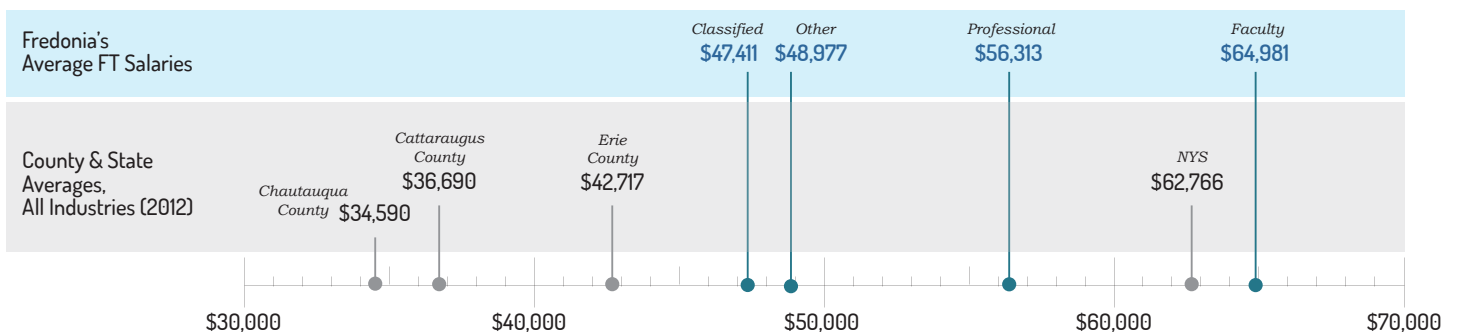 Fredonia's
Average FT Salaries
Classified
$47,411
Other
$48,977
Professional
$56,313
Faculty
$64,981
County & State
Averages,
All Industries (2012)
Chautauqua
County $34,590
Cattaraugus
County
$36,690
Erie
County
$42,717
NYS
$62,766
$30,000 $40,000 $50,000 $60,000 $70,000